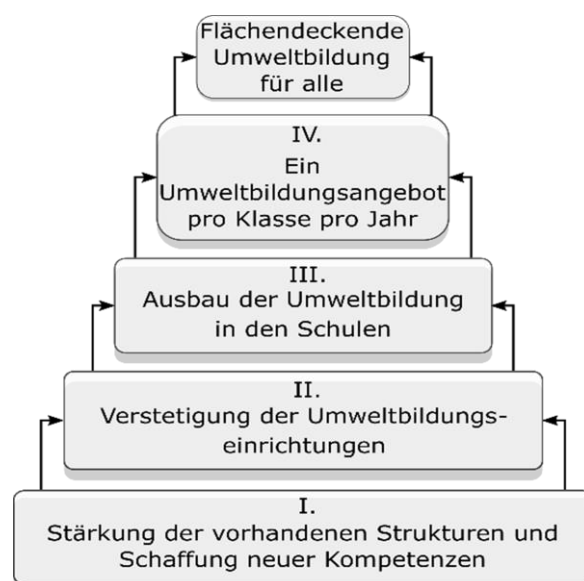 Flächendeckende
Umweltbildung
für alle
IV.
Ein
Umweltbildungsangebot
pro Klasse pro Jahr
III.
Ausbau der Umweltbildung
in den Schulen
II.
Verstetigung der Umweltbildungs-
einrichtungen
I.
Stärkung der vorhandenen Strukturen und
Schaffung neuer Kompetenzen